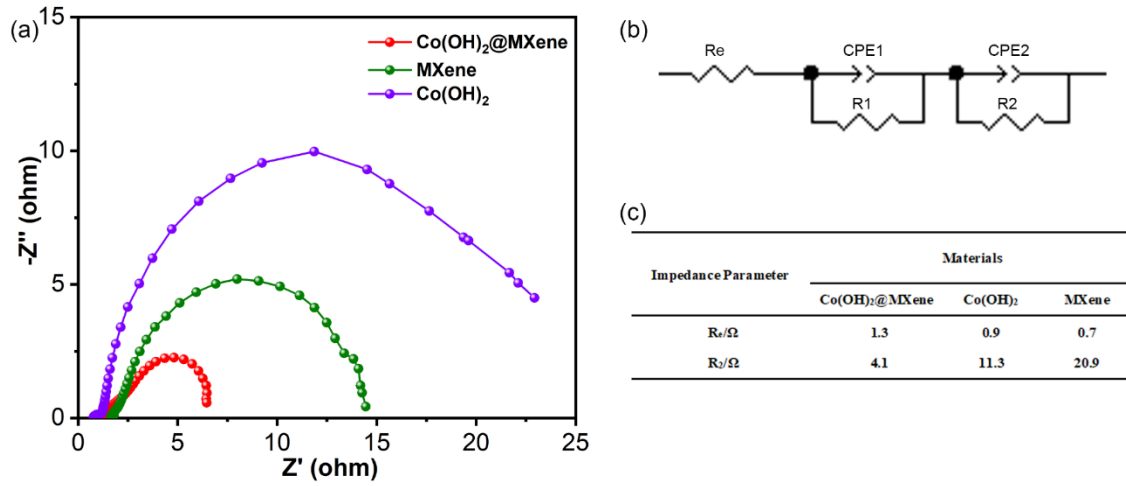 (a)
15
10
5
0
-Z'' (ohm)
0 5 10 15 20 25
Z' (ohm)
Co(OH)₂@MXene
MXene
Co(OH)₂
(b)
Re CPE1 CPE2
R1 R2
(c)
Impedance Parameter
Materials
Co(OH)₂@MXene Co(OH)₂ MXene
Rₑ/Ω 1.3 0.9 0.7
R₂/Ω 4.1 11.3 20.9